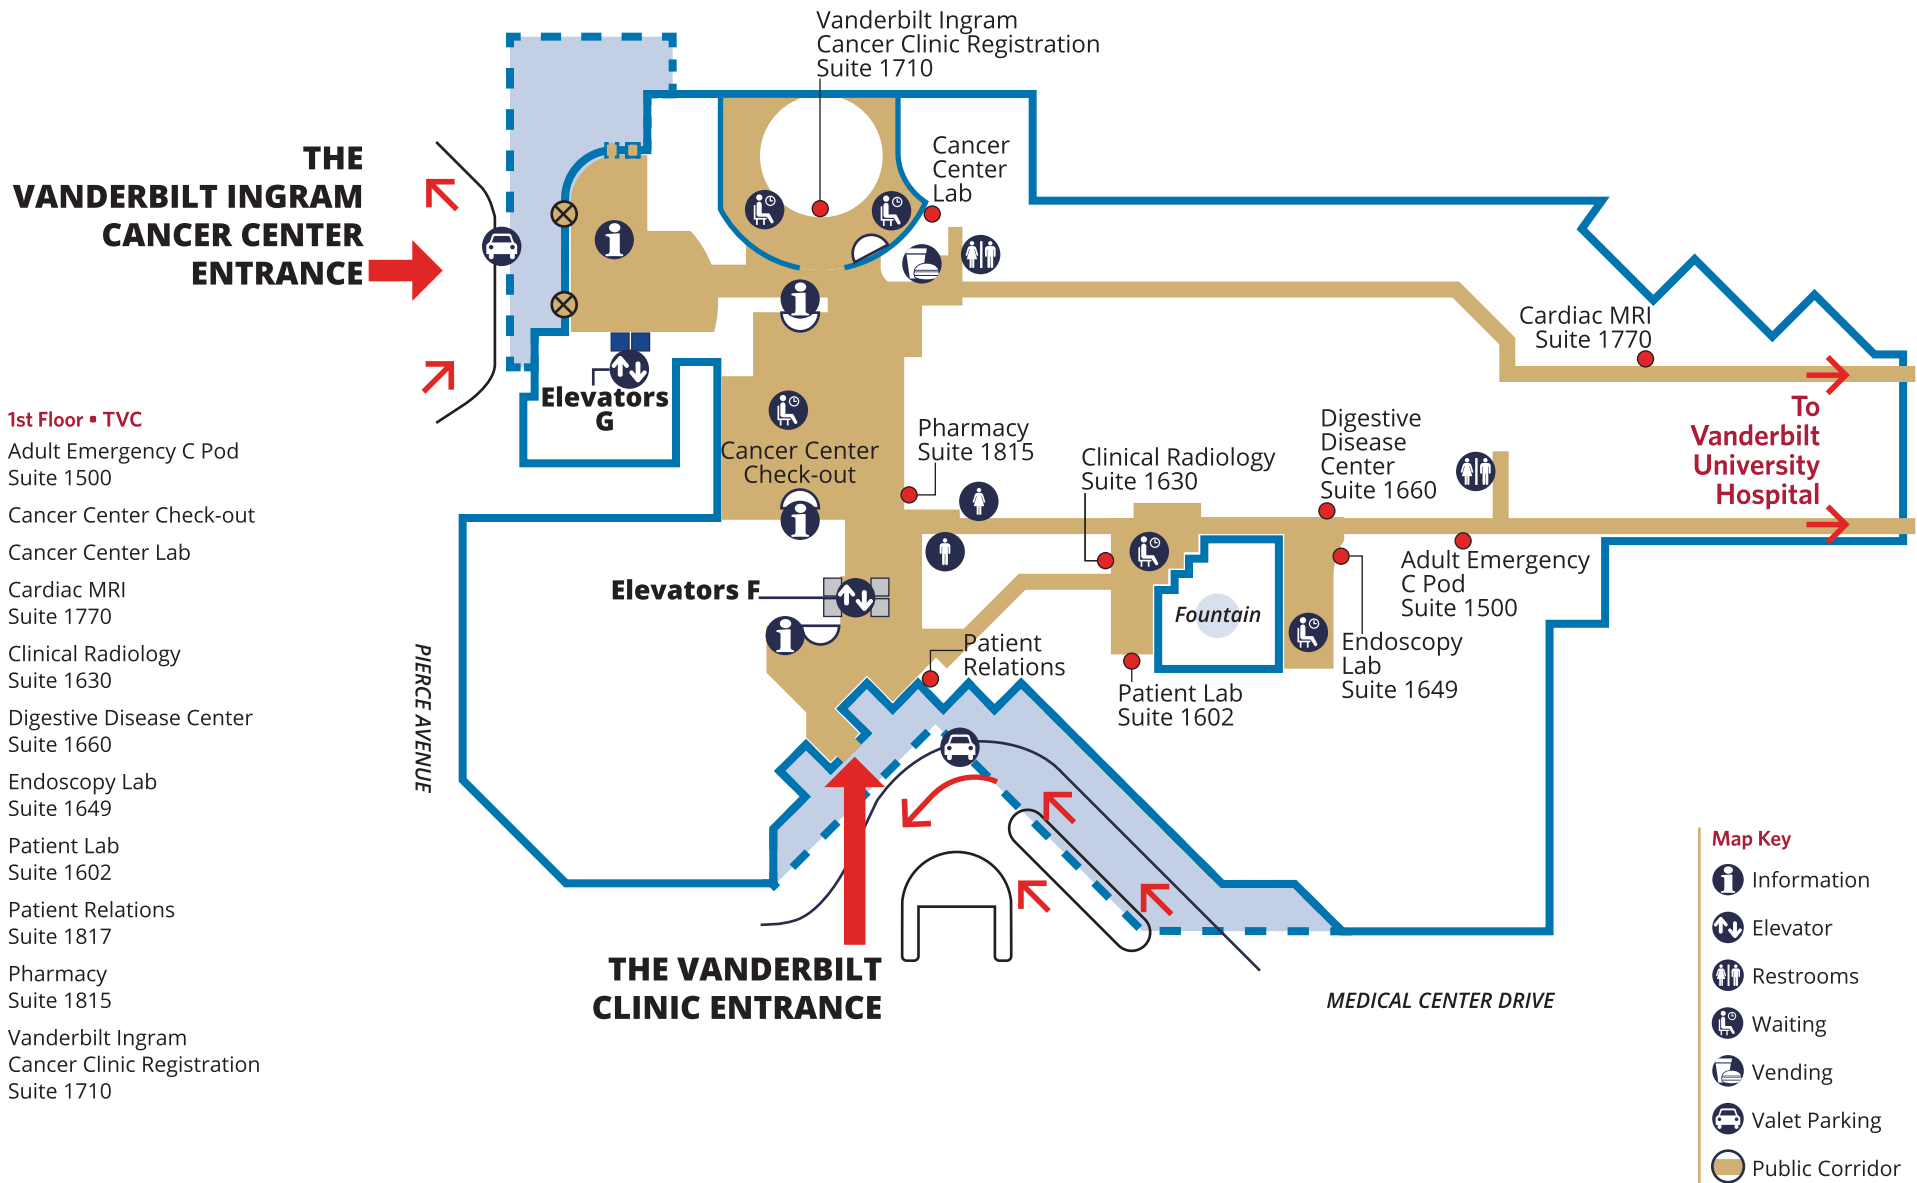 Vanderbilt Ingram
Cancer Clinic Registration
Suite 1710
THE
VANDERBILT INGRAM
CANCER CENTER
ENTRANCE
Cancer
Center
Lab
Cardiac MRI
Suite 1770
Elevators
G
To
Vanderbilt
University
Hospital
Cancer Center
Check-out
Pharmacy
Suite 1815
Clinical Radiology
Suite 1630
Digestive
Disease
Center
Suite 1660
Adult Emergency
C Pod
Suite 1500
Elevators F
Fountain
Endoscopy
Lab
Suite 1649
Patient
Relations
Patient Lab
Suite 1602
PIERCE AVENUE
THE VANDERBILT
CLINIC ENTRANCE
MEDICAL CENTER DRIVE
1st Floor ▪ TVC
Adult Emergency C Pod
Suite 1500
Cancer Center Check-out
Cancer Center Lab
Cardiac MRI
Suite 1770
Clinical Radiology
Suite 1630
Digestive Disease Center
Suite 1660
Endoscopy Lab
Suite 1649
Patient Lab
Suite 1602
Patient Relations
Suite 1817
Pharmacy
Suite 1815
Vanderbilt Ingram
Cancer Clinic Registration
Suite 1710
Map Key
Information
Elevator
Restrooms
Waiting
Vending
Valet Parking
Public Corridor